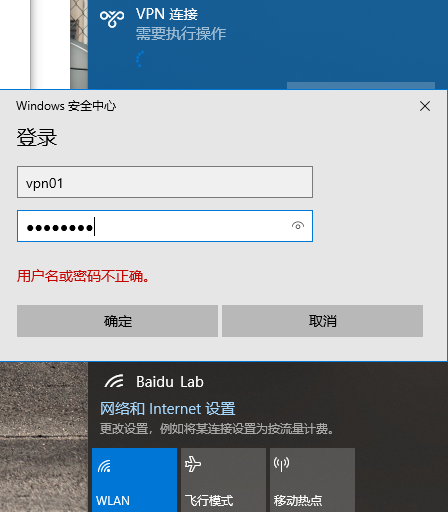 VPN 连接
需要执行操作
Windows 安全中心
登录
vpn01
●●●●●●●●
用户名或密码不正确。
确定
取消
Baidu Lab
网络和 Internet 设置
更改设置，例如将某连接设置为按流量计费。
WLAN
飞行模式
移动热点